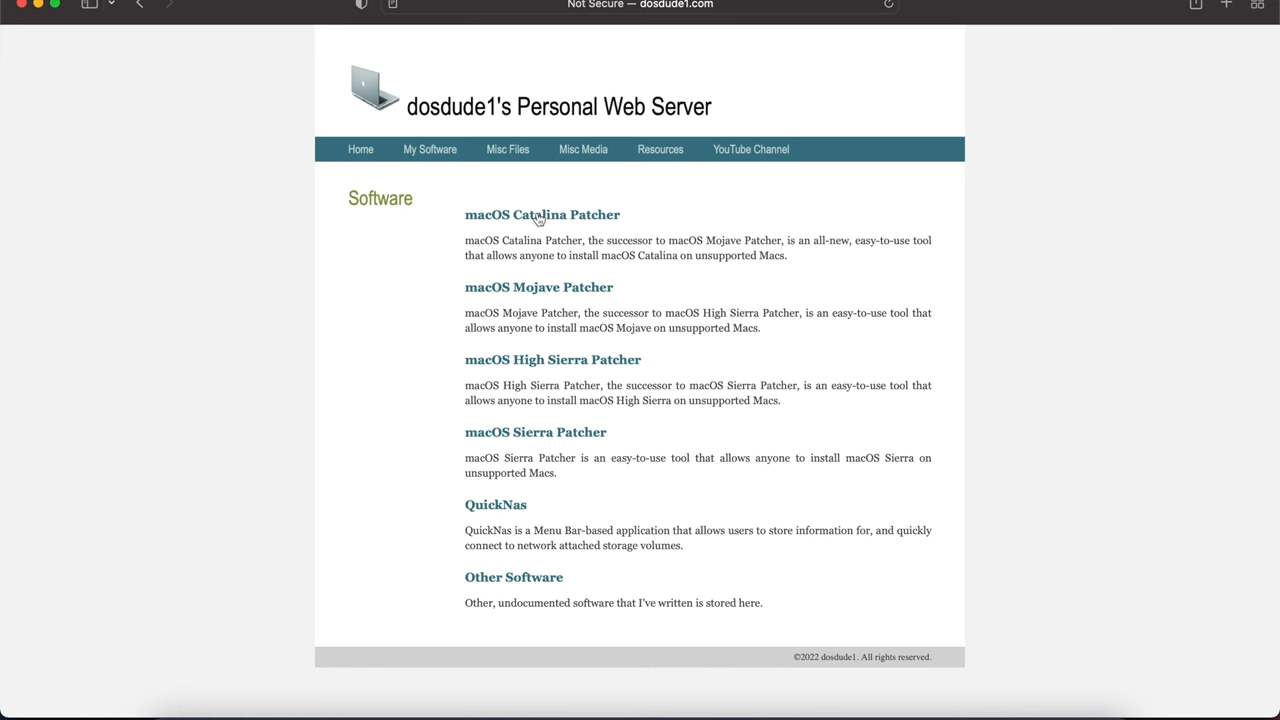 Not Secure — dosdude1.com
dosdude1's Personal Web Server
Home My Software Misc Files Misc Media Resources YouTube Channel
Software
macOS Catalina Patcher
macOS Catalina Patcher, the successor to macOS Mojave Patcher, is an all-new, easy-to-use tool
that allows anyone to install macOS Catalina on unsupported Macs.
macOS Mojave Patcher
macOS Mojave Patcher, the successor to macOS High Sierra Patcher, is an easy-to-use tool that
allows anyone to install macOS Mojave on unsupported Macs.
macOS High Sierra Patcher
macOS High Sierra Patcher, the successor to macOS Sierra Patcher, is an easy-to-use tool that
allows anyone to install macOS High Sierra on unsupported Macs.
macOS Sierra Patcher
macOS Sierra Patcher is an easy-to-use tool that allows anyone to install macOS Sierra on
unsupported Macs.
QuickNas
QuickNas is a Menu Bar-based application that allows users to store information for, and quickly
connect to network attached storage volumes.
Other Software
Other, undocumented software that I've written is stored here.
©2022 dosdude1. All rights reserved.